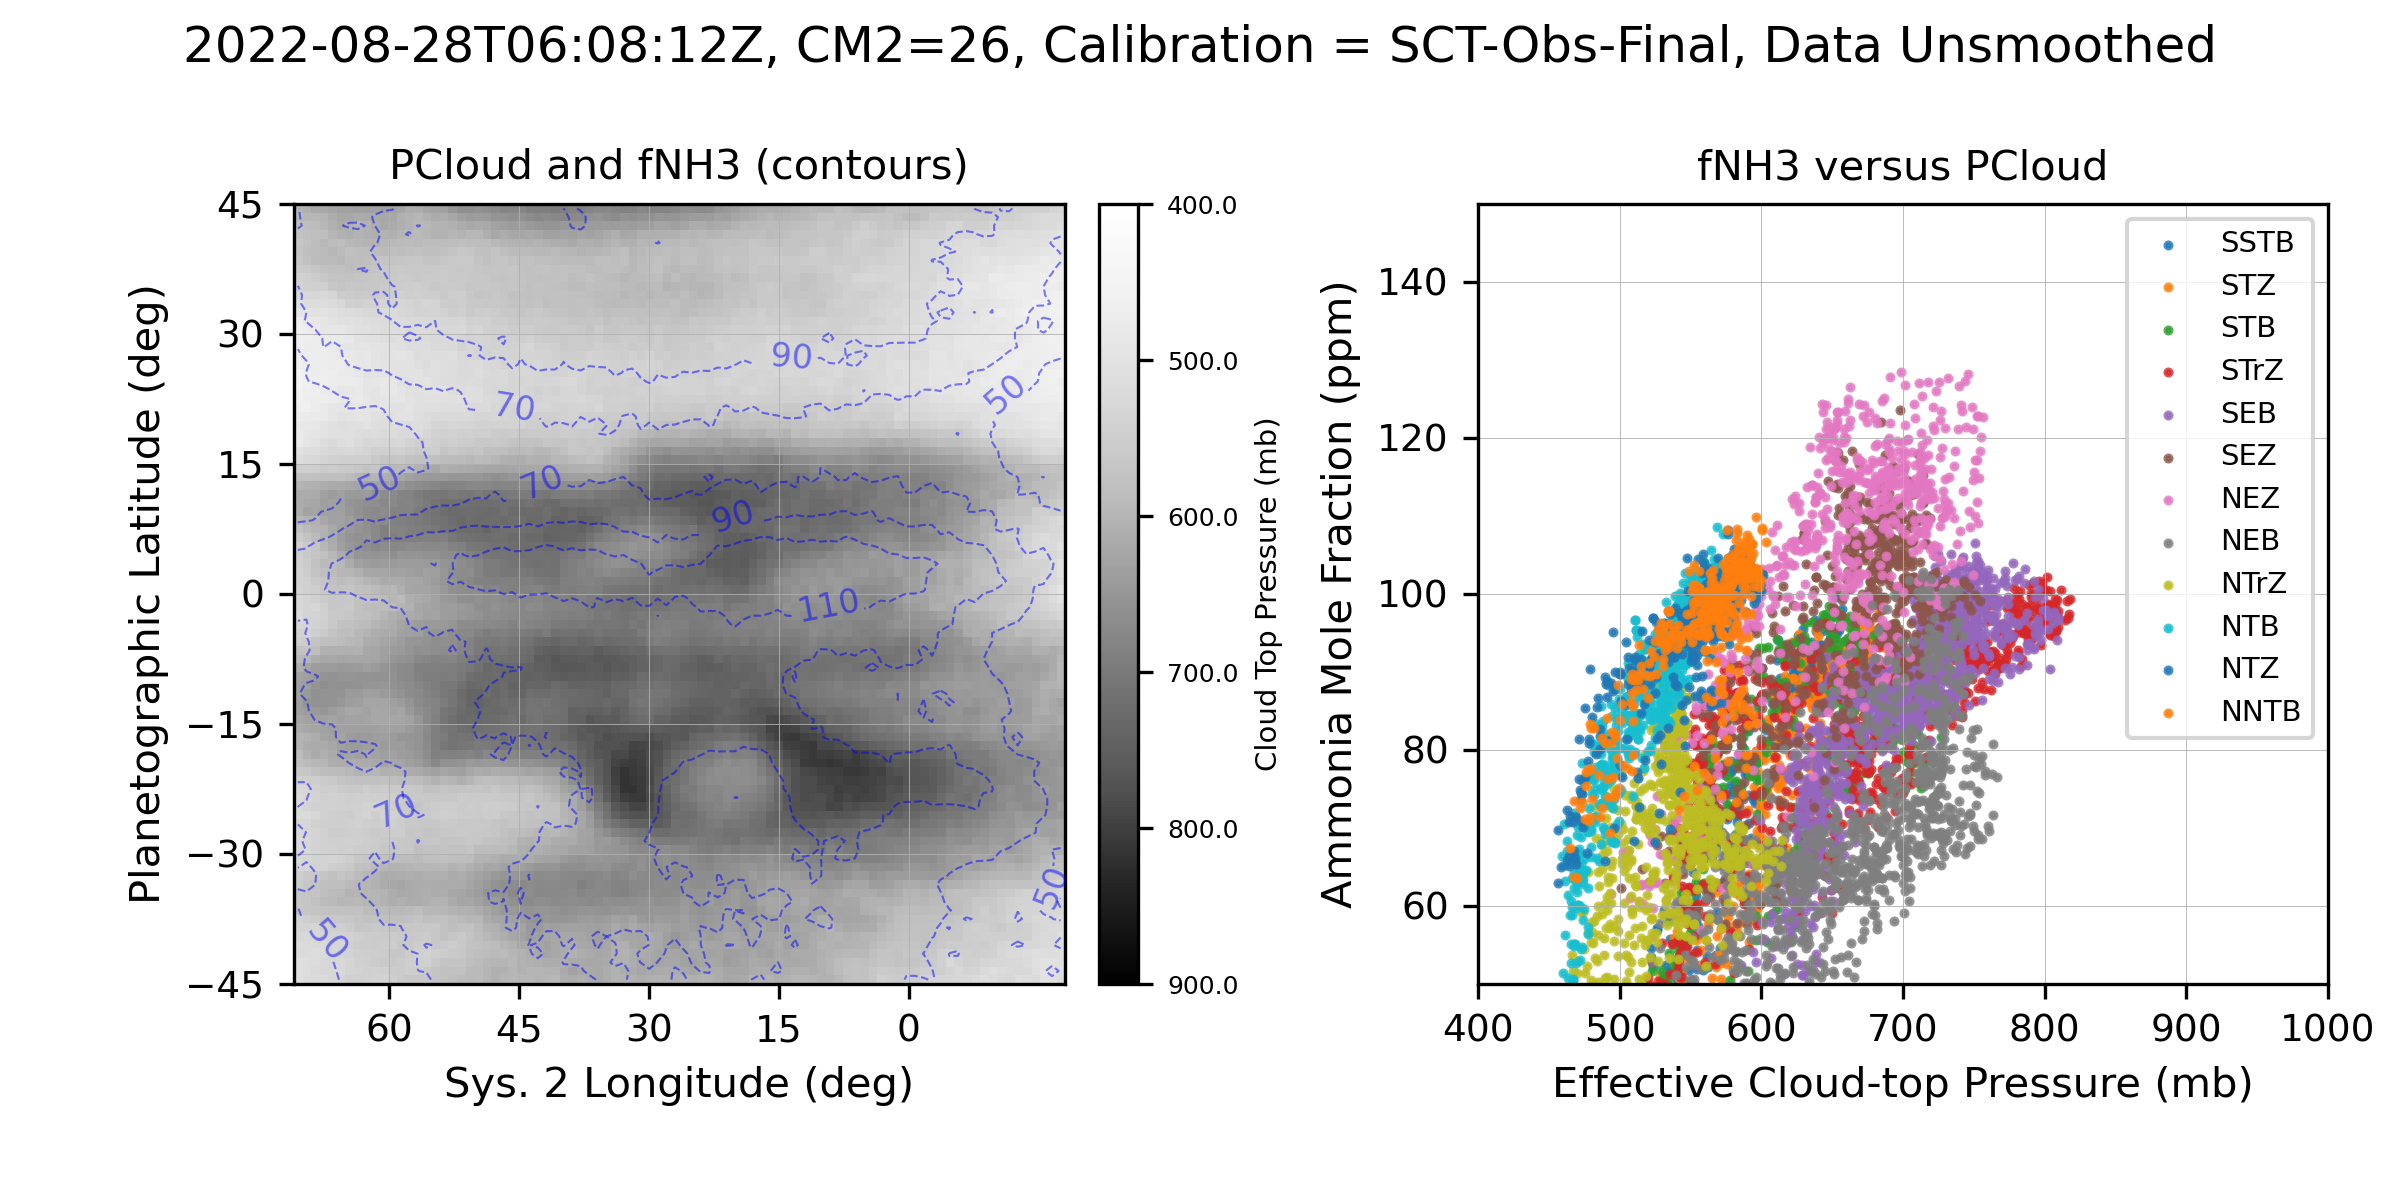 2022-08-28T06:08:12Z, CM2=26, Calibration = SCT-Obs-Final, Data Unsmoothed
PCloud and fNH3 (contours)
Planetographic Latitude (deg)
45
30
15
0
−15
−30
−45
60
45
30
15
0
Sys. 2 Longitude (deg)
90
70
50
50
70
90
110
70
50
50
400.0
500.0
600.0
700.0
800.0
900.0
Cloud Top Pressure (mb)
fNH3 versus PCloud
Ammonia Mole Fraction (ppm)
140
120
100
80
60
400
500
600
700
800
900
1000
Effective Cloud-top Pressure (mb)
SSTB
STZ
STB
STrZ
SEB
SEZ
NEZ
NEB
NTrZ
NTB
NTZ
NNTB